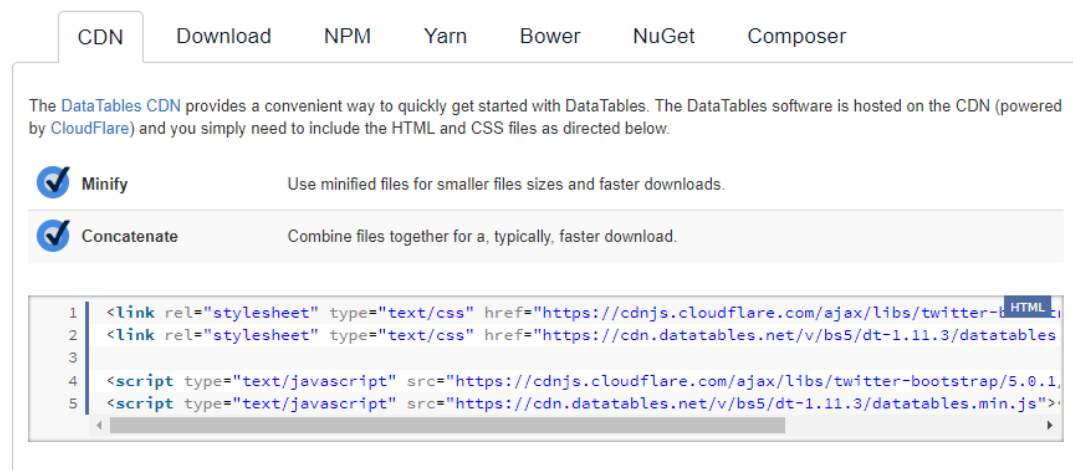 CDN Download NPM Yarn Bower NuGet Composer
The DataTables CDN provides a convenient way to quickly get started with DataTables. The DataTables software is hosted on the CDN (powered
by CloudFlare) and you simply need to include the HTML and CSS files as directed below.
Minify Use minified files for smaller files sizes and faster downloads.
Concatenate Combine files together for a, typically, faster download.
HTML
1 <link rel="stylesheet" type="text/css" href="https://cdnjs.cloudflare.com/ajax/libs/twitter-
2 <link rel="stylesheet" type="text/css" href="https://cdn.datatables.net/v/bs5/dt-1.11.3/datatables
3
4 <script type="text/javascript" src="https://cdnjs.cloudflare.com/ajax/libs/twitter-bootstrap/5.0.1/
5 <script type="text/javascript" src="https://cdn.datatables.net/v/bs5/dt-1.11.3/datatables.min.js">